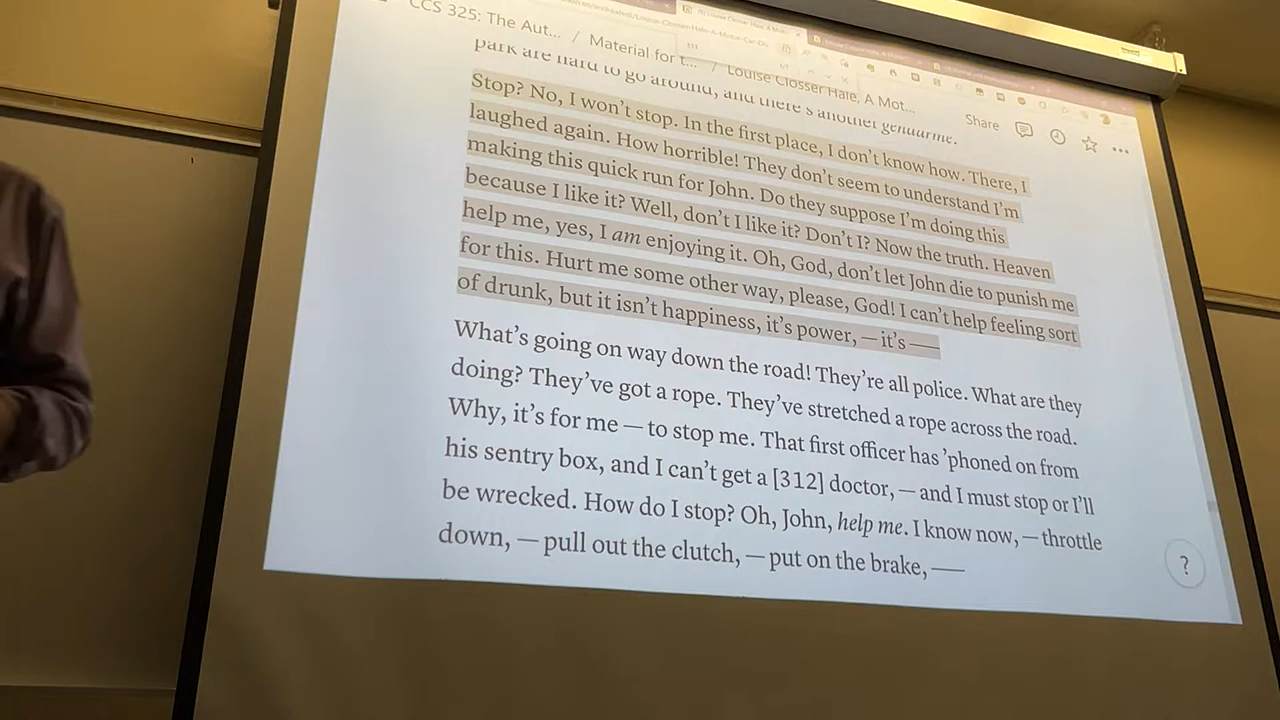 CCS 325: The Aut... / Material for t... / Louise Closser Hale, A Mot...
Share
park are hard to go around, and there's another gendarme.
Stop? No, I won't stop. In the first place, I don't know how. There, I
laughed again. How horrible! They don't seem to understand I'm
making this quick run for John. Do they suppose I'm doing this
because I like it? Well, don't I like it? Don't I? Now the truth. Heaven
help me, yes, I am enjoying it. Oh, God, don't let John die to punish me
for this. Hurt me some other way, please, God! I can't help feeling sort
of drunk, but it isn't happiness, it's power, — it's ——
What's going on way down the road! They're all police. What are they
doing? They've got a rope. They've stretched a rope across the road.
Why, it's for me — to stop me. That first officer has 'phoned on from
his sentry box, and I can't get a [312] doctor, — and I must stop or I'll
be wrecked. How do I stop? Oh, John, help me. I know now, — throttle
down, — pull out the clutch, — put on the brake, ——
?